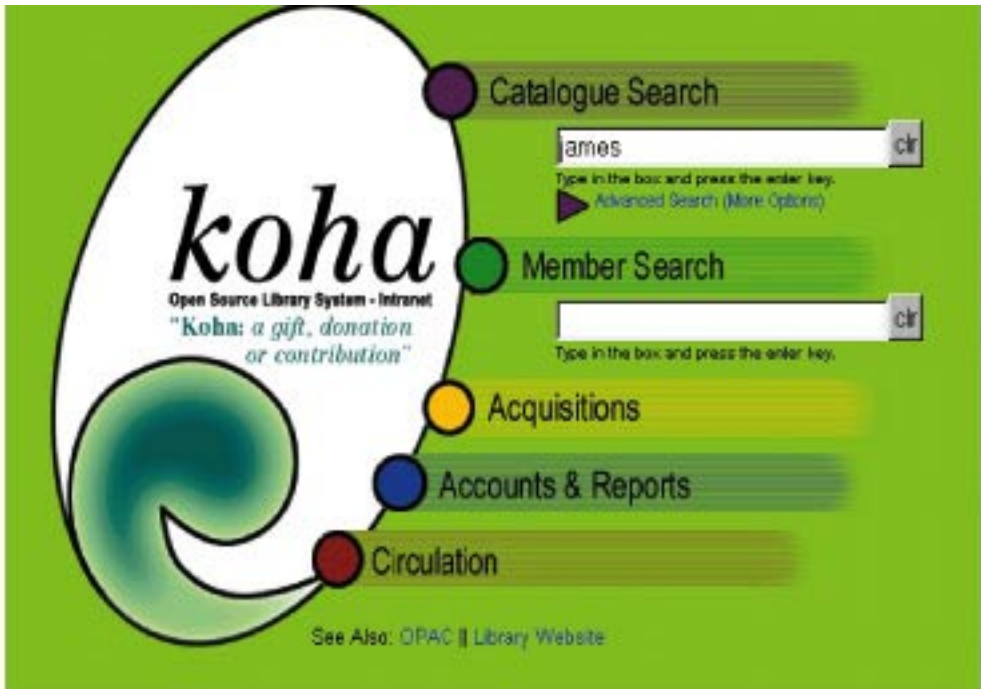 Catalogue Search
james
clr
Type in the box and press the enter key.
Advanced Search (More Options)
koha
Open Source Library System - Intranet
"Koha: a gift, donation
or contribution"
Member Search
clr
Type in the box and press the enter key.
Acquisitions
Accounts & Reports
Circulation
See Also: OPAC || Library Website